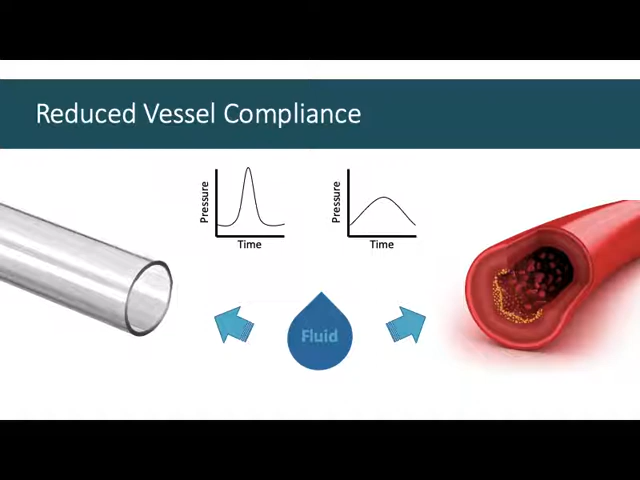 Reduced Vessel Compliance
Pressure
Time
Pressure
Time
Fluid